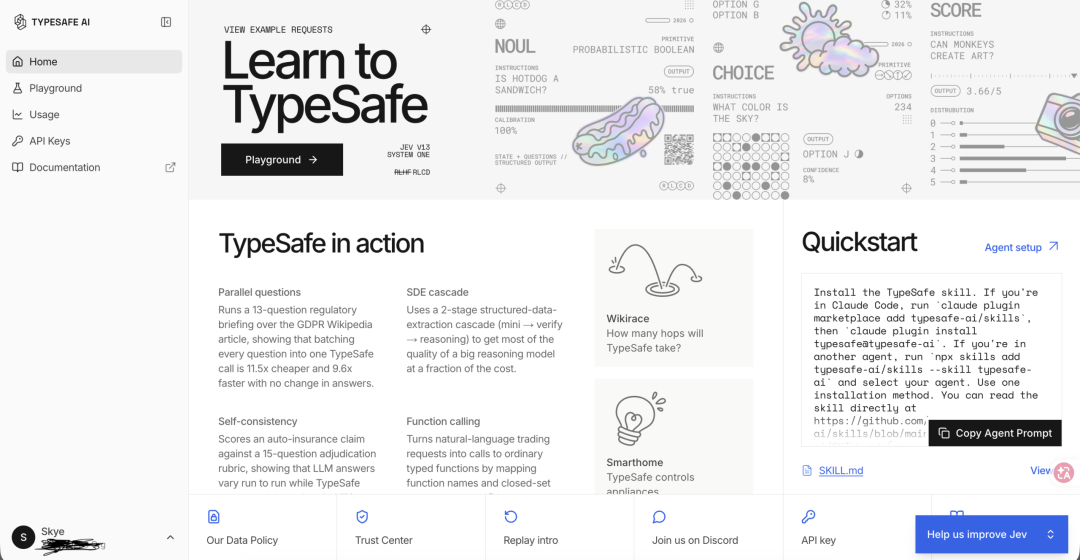 TYPESAFE AI
Home
Playground
Usage
API Keys
Documentation
S
Skye
VIEW EXAMPLE REQUESTS
Learn to
TypeSafe
Playground →
JEV V13
SYSTEM ONE
RLHF RLCD
NOUL
PRIMITIVE
PROBABILISTIC BOOLEAN
INSTRUCTIONS
IS HOTDOG A
SANDWICH?
OUTPUT
58% true
CALIBRATION
100%
STATE + QUESTIONS //
STRUCTURED OUTPUT
RLCD
2026
OPTION G
OPTION B
32%
11%
CHOICE
2026
PRIMITIVE
INSTRUCTIONS
WHAT COLOR IS
THE SKY?
OPTIONS
234
OUTPUT
OPTION J
CONFIDENCE
8%
SCORE
INSTRUCTIONS
CAN MONKEYS
CREATE ART?
OUTPUT
3.66/5
DISTRUBUTION
0
1
2
3
4
5
TypeSafe in action
Parallel questions
Runs a 13-question regulatory
briefing over the GDPR Wikipedia
article, showing that batching
every question into one TypeSafe
call is 11.5x cheaper and 9.6x
faster with no change in answers.
SDE cascade
Uses a 2-stage structured-data-
extraction cascade (mini → verify
→ reasoning) to get most of the
quality of a big reasoning model
at a fraction of the cost.
Self-consistency
Scores an auto-insurance claim
against a 15-question adjudication
rubric, showing that LLM answers
vary run to run while TypeSafe
Function calling
Turns natural-language trading
requests into calls to ordinary
typed functions by mapping
function names and closed-set
Wikirace
How many hops will
TypeSafe take?
Smarthome
TypeSafe controls
appliances
Quickstart
Agent setup
Install the TypeSafe skill. If you're
in Claude Code, run `claude plugin
marketplace add typesafe-ai/skills`,
then `claude plugin install
typesafe@typesafe-ai`. If you're in
another agent, run `npx skills add
typesafe-ai/skills --skill typesafe-
ai` and select your agent. Use one
installation method. You can read the
skill directly at
https://github.com/
ai/skills/blob/main
Copy Agent Prompt
SKILL.md
View
Our Data Policy
Trust Center
Replay intro
Join us on Discord
API key
Help us improve Jev